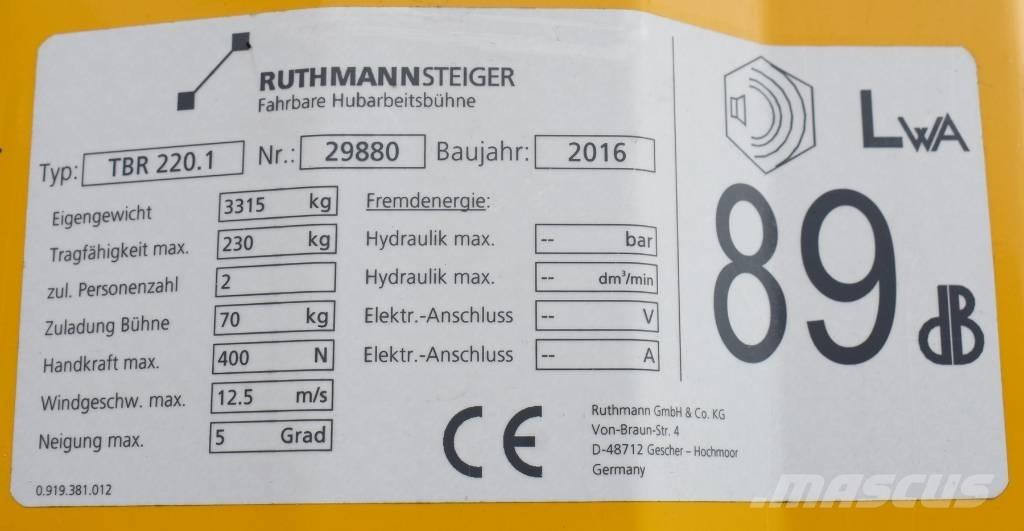 RUTHMANNSTEIGER
Fahrbare Hubarbeitsbühne
Typ: TBR 220.1 Nr.: 29880 Baujahr: 2016
Eigengewicht 3315 kg
Tragfähigkeit max. 230 kg
zul. Personenzahl 2
Zuladung Bühne 70 kg
Handkraft max. 400 N
Windgeschw. max. 12.5 m/s
Neigung max. 5 Grad
Fremdenergie:
Hydraulik max. -- bar
Hydraulik max. -- dm³/min
Elektr.-Anschluss -- V
Elektr.-Anschluss -- A
LWA
89 dB
CE
Ruthmann GmbH & Co. KG
Von-Braun-Str. 4
D-48712 Gescher – Hochmoor
Germany
0.919.381.012
MASCUS